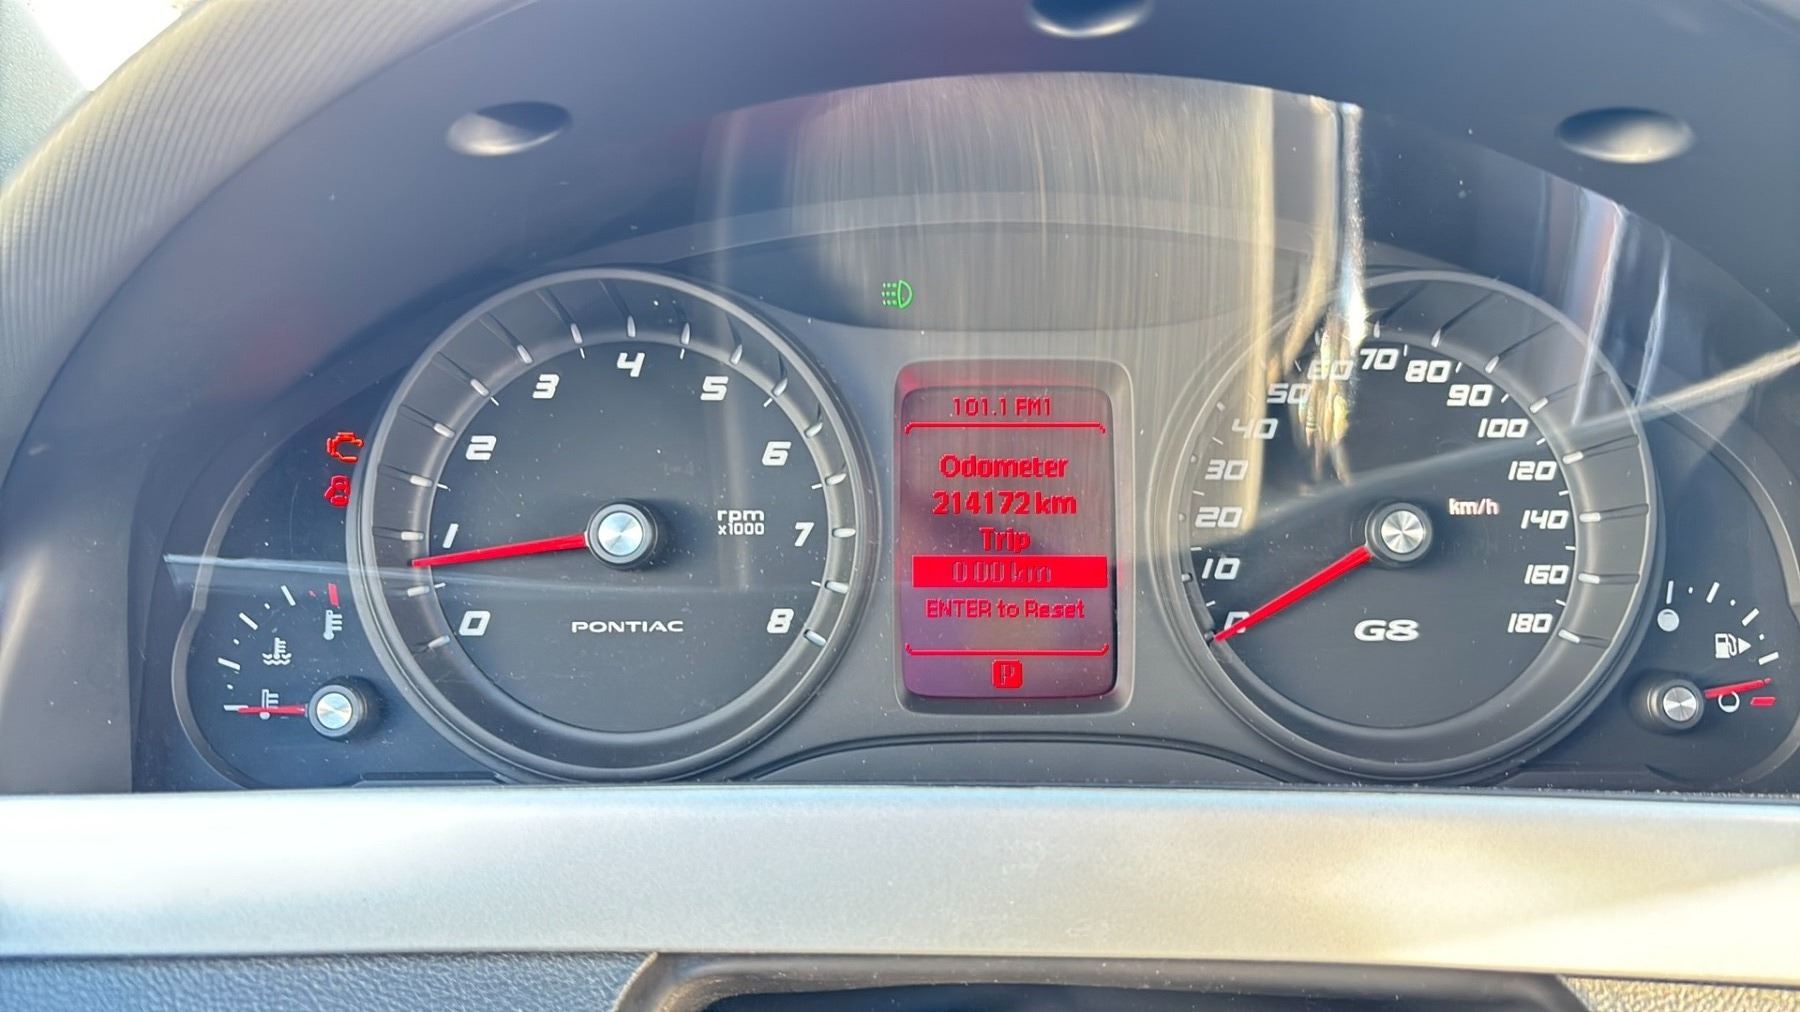 101.1 FM1
Odometer
214172 km
Trip
0.00 km
ENTER to Reset
P
0
1
2
3
4
5
6
7
8
rpm
x1000
PONTIAC
0
10
20
30
40
50
60
70
80
90
100
120
140
160
180
km/h
G8